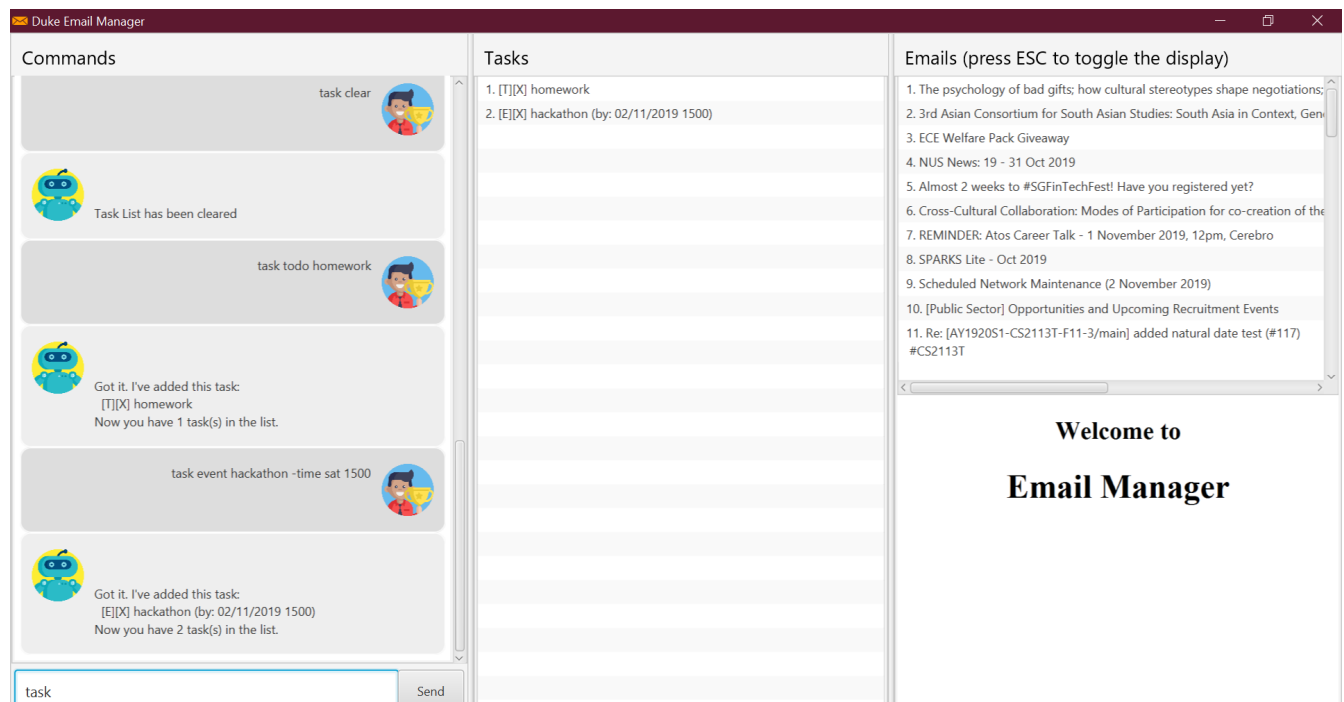 Duke Email Manager
Commands
task clear
Task List has been cleared
task todo homework
Got it. I've added this task:
[T][X] homework
Now you have 1 task(s) in the list.
task event hackathon -time sat 1500
Got it. I've added this task:
[E][X] hackathon (by: 02/11/2019 1500)
Now you have 2 task(s) in the list.
task
Send
Tasks
1. [T][X] homework
2. [E][X] hackathon (by: 02/11/2019 1500)
Emails (press ESC to toggle the display)
1. The psychology of bad gifts; how cultural stereotypes shape negotiations;
2. 3rd Asian Consortium for South Asian Studies: South Asia in Context, Gen
3. ECE Welfare Pack Giveaway
4. NUS News: 19 - 31 Oct 2019
5. Almost 2 weeks to #SGFinTechFest! Have you registered yet?
6. Cross-Cultural Collaboration: Modes of Participation for co-creation of the
7. REMINDER: Atos Career Talk - 1 November 2019, 12pm, Cerebro
8. SPARKS Lite - Oct 2019
9. Scheduled Network Maintenance (2 November 2019)
10. [Public Sector] Opportunities and Upcoming Recruitment Events
11. Re: [AY1920S1-CS2113T-F11-3/main] added natural date test (#117)
#CS2113T
Welcome to
Email Manager